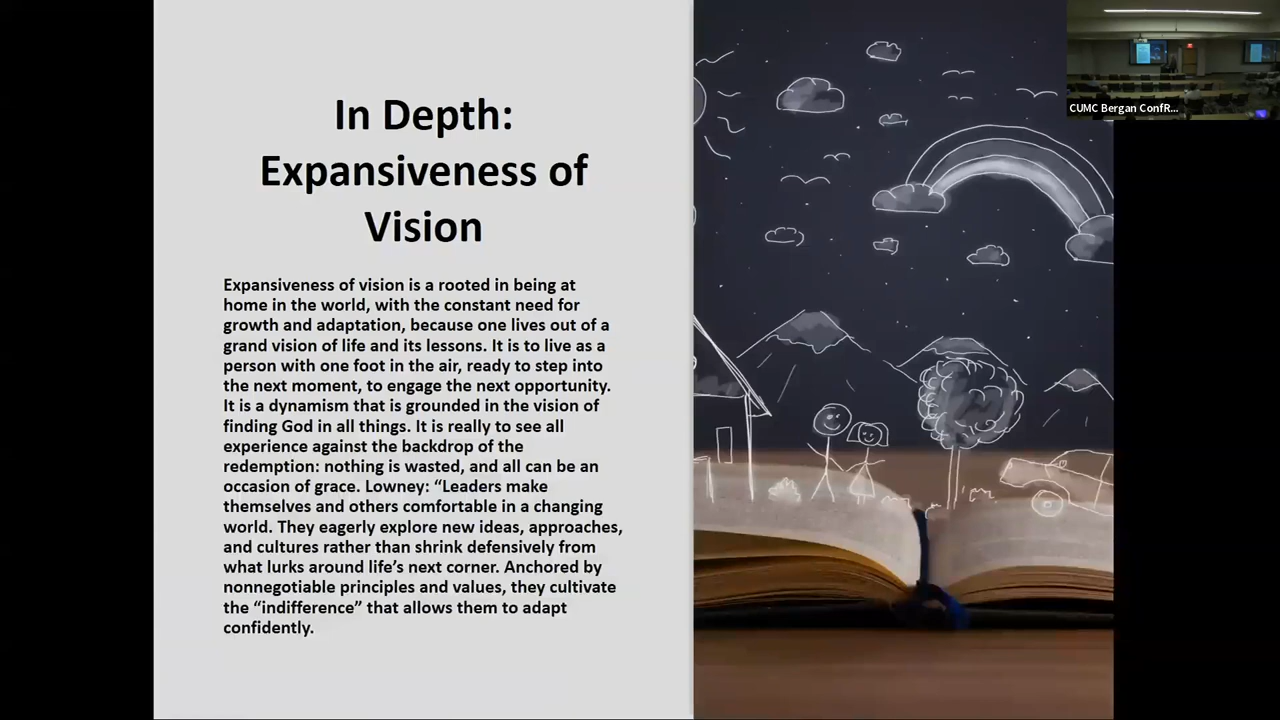 In Depth:
Expansiveness of
Vision
Expansiveness of vision is a rooted in being at
home in the world, with the constant need for
growth and adaptation, because one lives out of a
grand vision of life and its lessons. It is to live as a
person with one foot in the air, ready to step into
the next moment, to engage the next opportunity.
It is a dynamism that is grounded in the vision of
finding God in all things. It is really to see all
experience against the backdrop of the
redemption: nothing is wasted, and all can be an
occasion of grace. Lowney: “Leaders make
themselves and others comfortable in a changing
world. They eagerly explore new ideas, approaches,
and cultures rather than shrink defensively from
what lurks around life’s next corner. Anchored by
nonnegotiable principles and values, they cultivate
the “indifference” that allows them to adapt
confidently.
CUMC Bergan ConfR...